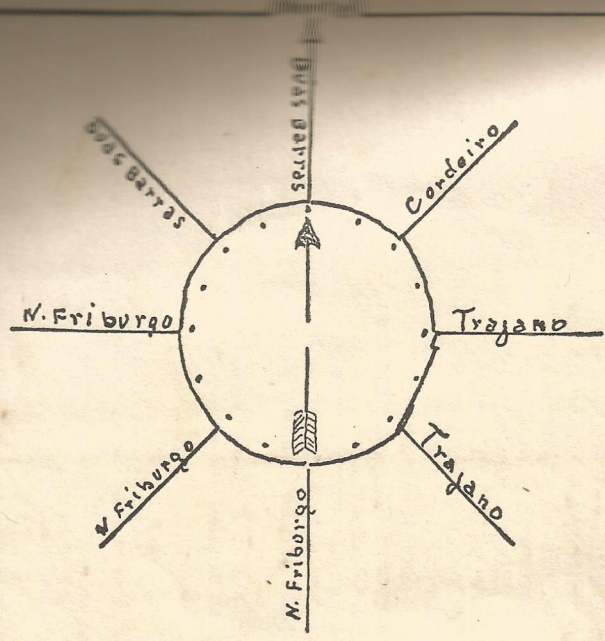 Duas Barras
Cordeiro
Trajano
Trajano
N. Friburgo
N Friburgo
N. Friburgo
Duas Barras